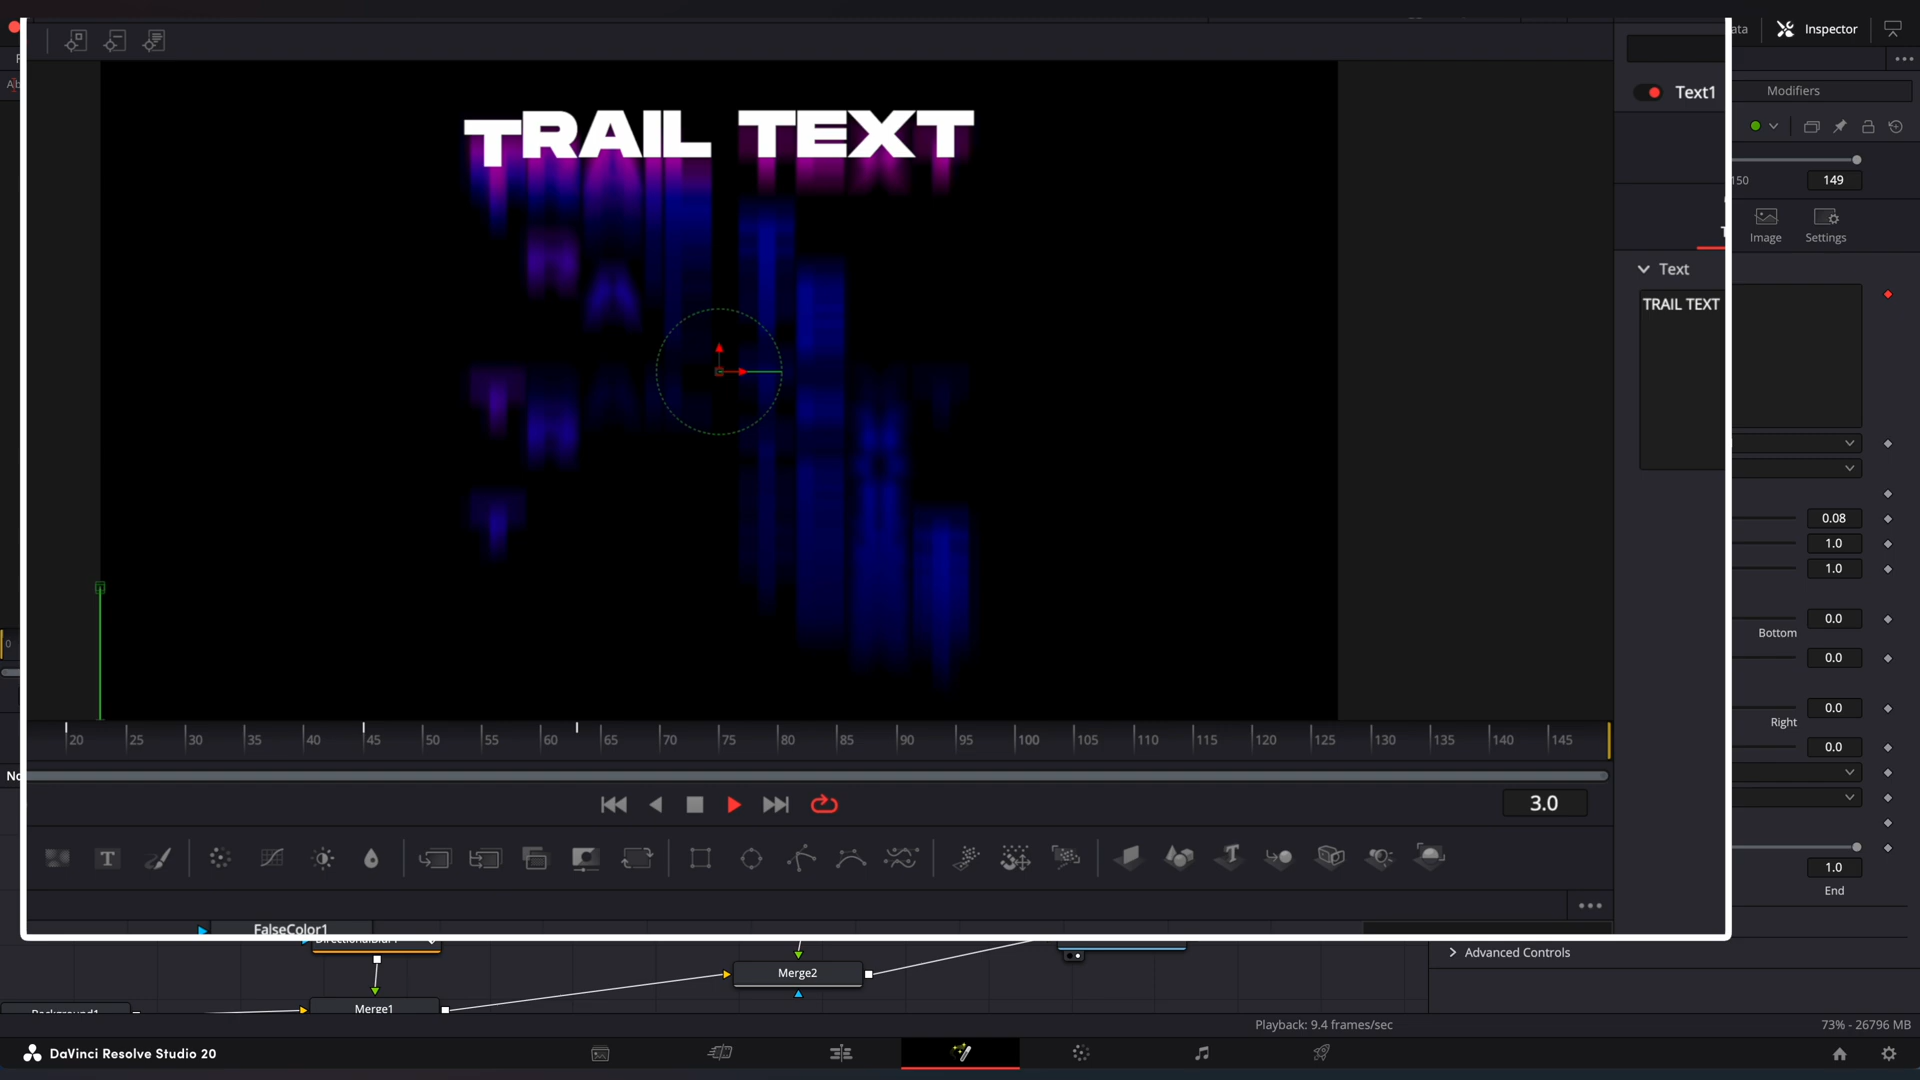 Inspector
Text1
Modifiers
150
149
Image
Settings
TRAIL TEXT
Text
TRAIL TEXT
0.08
1.0
1.0
0.0
Bottom
0.0
0.0
Right
0.0
0
20
25
30
35
40
45
50
55
60
65
70
75
80
85
90
95
100
105
110
115
120
125
130
135
140
145
3.0
1.0
End
FalseColor1
Merge2
Advanced Controls
Merge1
Playback: 9.4 frames/sec
73% - 26796 MB
DaVinci Resolve Studio 20